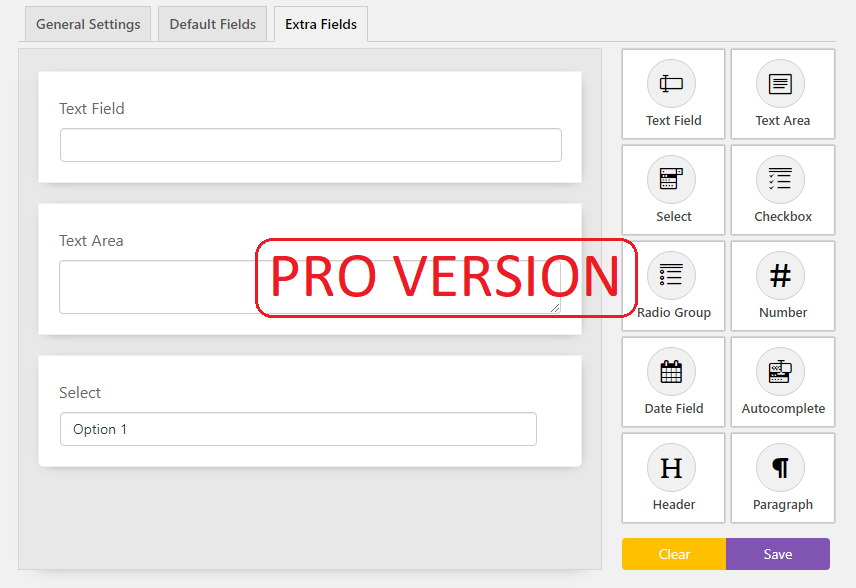 General Settings
Default Fields
Extra Fields
Text Field
Text Area
Select
Option 1
PRO VERSION
Text Field
Text Area
Select
Checkbox
Radio Group
Number
Date Field
Autocomplete
Header
Paragraph
Clear
Save